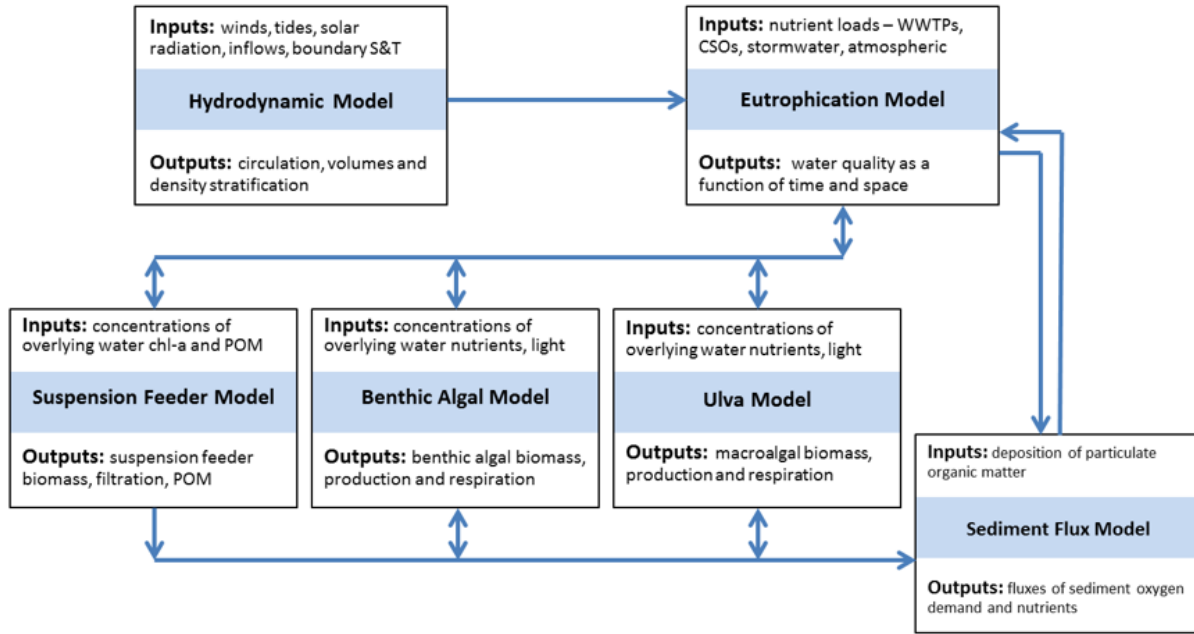 Inputs: winds, tides, solar
radiation, inflows, boundary S&T
Hydrodynamic Model
Outputs: circulation, volumes and
density stratification
Inputs: nutrient loads – WWTPs,
CSOs, stormwater, atmospheric
Eutrophication Model
Outputs: water quality as a
function of time and space
Inputs: concentrations of
overlying water chl-a and POM
Suspension Feeder Model
Outputs: suspension feeder
biomass, filtration, POM
Inputs: concentrations of
overlying water nutrients, light
Benthic Algal Model
Outputs: benthic algal biomass,
production and respiration
Inputs: concentrations of
overlying water nutrients, light
Ulva Model
Outputs: macroalgal biomass,
production and respiration
Inputs: deposition of particulate
organic matter
Sediment Flux Model
Outputs: fluxes of sediment oxygen
demand and nutrients